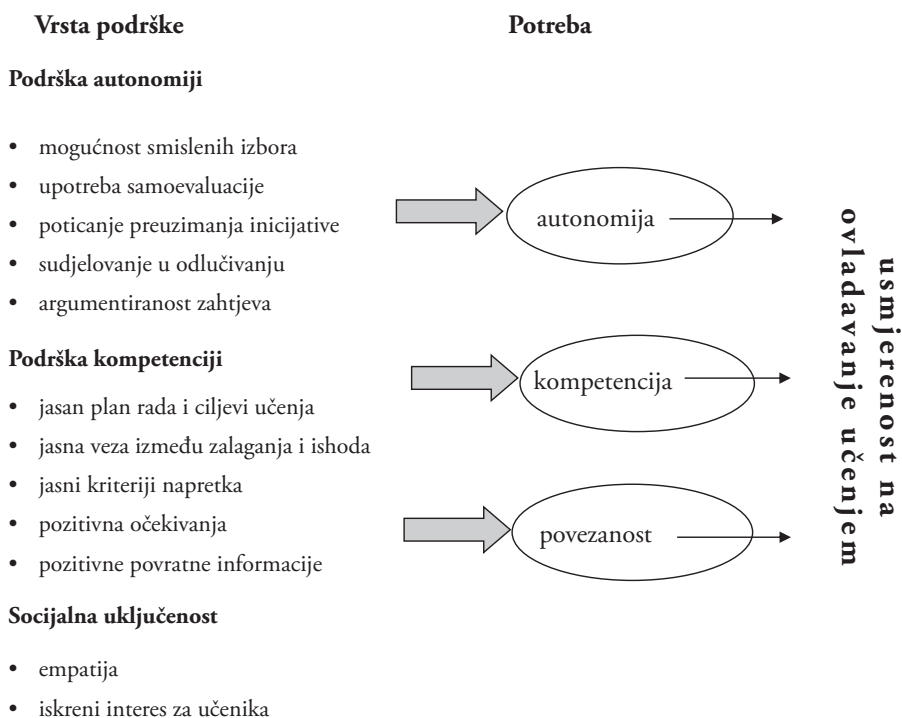 Vrsta podrške
Potreba
Podrška autonomiji
• mogućnost smislenih izbora
• upotreba samoevaluacije
• poticanje preuzimanja inicijative
• sudjelovanje u odlučivanju
• argumentiranost zahtjeva
Podrška kompetenciji
• jasan plan rada i ciljevi učenja
• jasna veza između zalaganja i ishoda
• jasni kriteriji napretka
• pozitivna očekivanja
• pozitivne povratne informacije
Socijalna uključenost
• empatija
• iskreni interes za učenika
autonomija
kompetencija
povezanost
usmjerenost na
ovladavanje učenjem